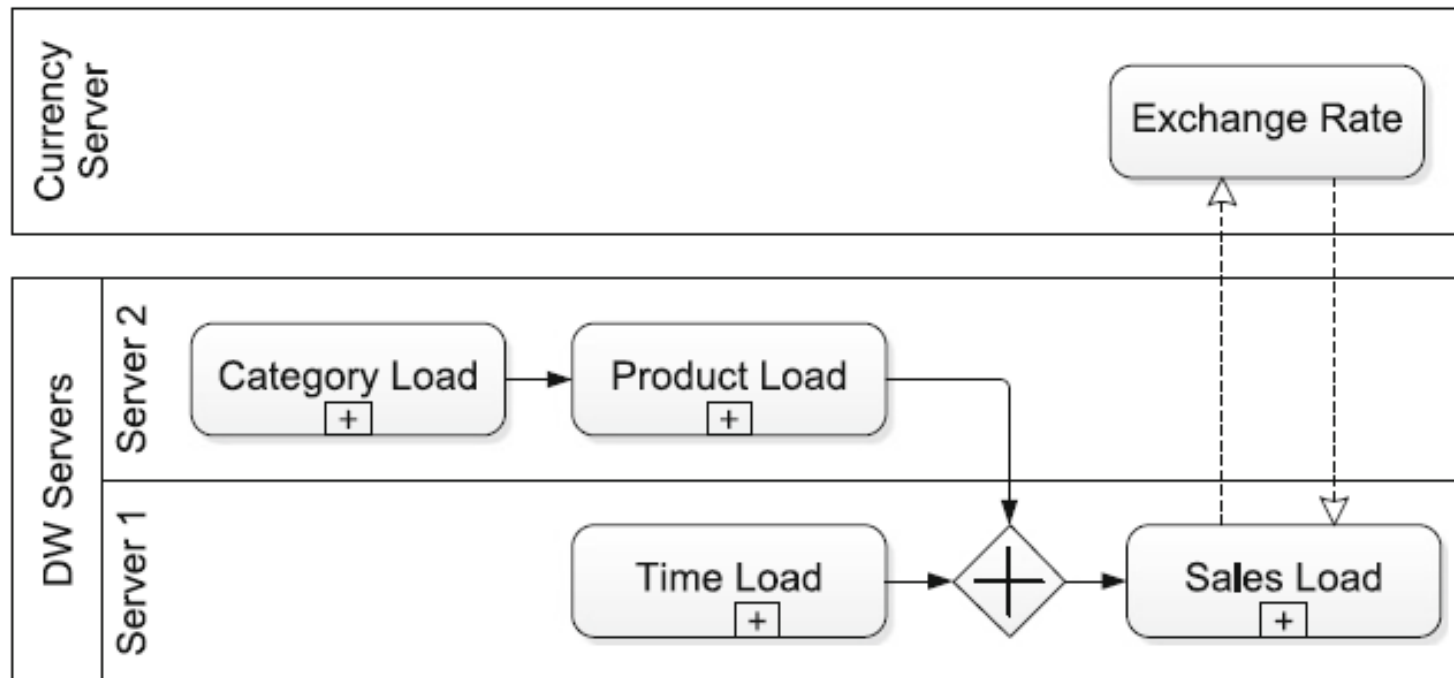 Currency
Server
Exchange Rate
DW Servers
Server 2
Category Load
+
Product Load
+
Server 1
Time Load
+
Sales Load
+